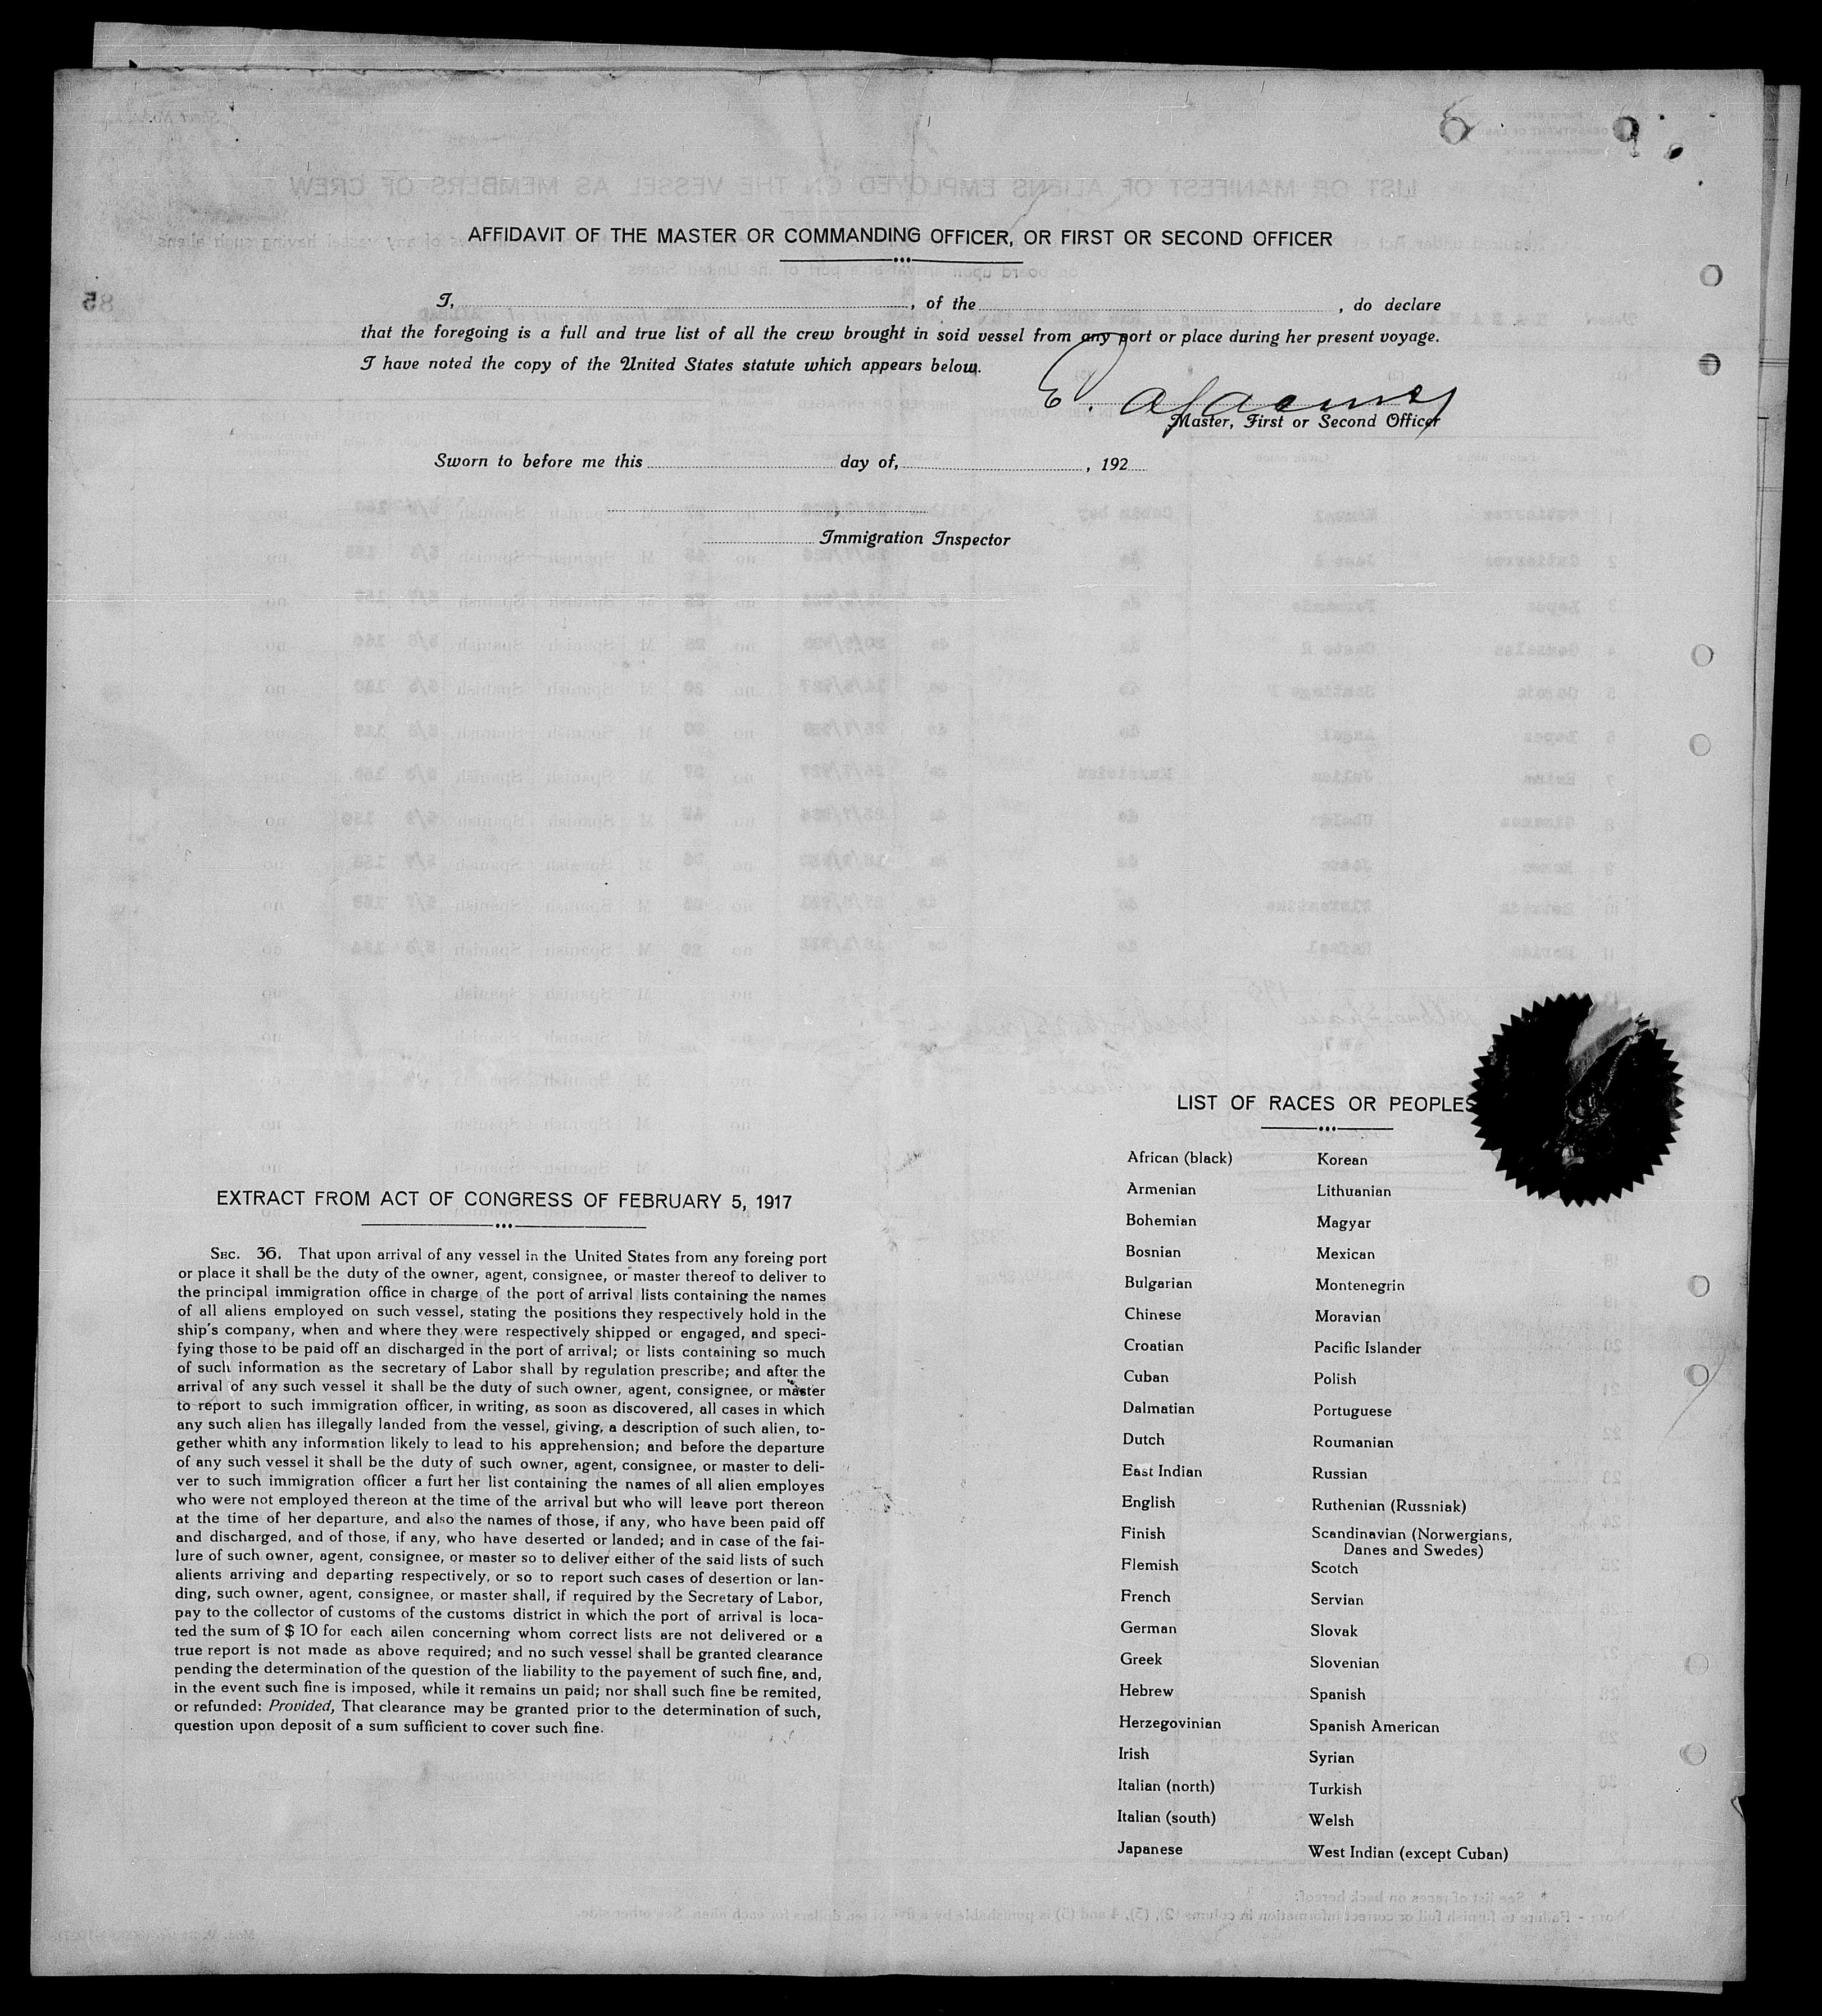 AFFIDAVIT OF THE MASTER OR COMMANDING OFFICER, OR FIRST OR SECOND OFFICER
I, , of the , do declare
that the foregoing is a full and true list of all the crew brought in soid vessel from any port or place during her present voyage.
I have noted the copy of the United States statute which appears below.
Master, First or Second Officer
Sworn to before me this day of, , 192
Immigration Inspector
85
EXTRACT FROM ACT OF CONGRESS OF FEBRUARY 5, 1917
SEC. 36. That upon arrival of any vessel in the United States from any foreing port
or place it shall be the duty of the owner, agent, consignee, or master thereof to deliver to
the principal immigration office in charge of the port of arrival lists containing the names
of all aliens employed on such vessel, stating the positions they respectively hold in the
ship's company, when and where they were respectively shipped or engaged, and speci-
fying those to be paid off an discharged in the port of arrival; or lists containing so much
of such information as the secretary of Labor shall by regulation prescribe; and after the
arrival of any such vessel it shall be the duty of such owner, agent, consignee, or master
to report to such immigration officer, in writing, as soon as discovered, all cases in which
any such alien has illegally landed from the vessel, giving, a description of such alien, to-
gether whith any information likely to lead to his apprehension; and before the departure
of any such vessel it shall be the duty of such owner, agent, consignee, or master to deli-
ver to such immigration officer a furt her list containing the names of all alien employes
who were not employed thereon at the time of the arrival but who will leave port thereon
at the time of her departure, and also the names of those, if any, who have been paid off
and discharged, and of those, if any, who have deserted or landed; and in case of the fai-
lure of such owner, agent, consignee, or master so to deliver either of the said lists of such
alients arriving and departing respectively, or so to report such cases of desertion or lan-
ding, such owner, agent, consignee, or master shall, if required by the Secretary of Labor,
pay to the collector of customs of the customs district in which the port of arrival is loca-
ted the sum of $ 10 for each ailen concerning whom correct lists are not delivered or a
true report is not made as above required; and no such vessel shall be granted clearance
pending the determination of the question of the liability to the payement of such fine, and,
in the event such fine is imposed, while it remains un paid; nor shall such fine be remited,
or refunded: Provided, That clearance may be granted prior to the determination of such,
question upon deposit of a sum sufficient to cover such fine.
LIST OF RACES OR PEOPLES
African (black)
Armenian
Bohemian
Bosnian
Bulgarian
Chinese
Croatian
Cuban
Dalmatian
Dutch
East Indian
English
Finish
Flemish
French
German
Greek
Hebrew
Herzegovinian
Irish
Italian (north)
Italian (south)
Japanese
Korean
Lithuanian
Magyar
Mexican
Montenegrin
Moravian
Pacific Islander
Polish
Portuguese
Roumanian
Russian
Ruthenian (Russniak)
Scandinavian (Norwergians,
Danes and Swedes)
Scotch
Servian
Slovak
Slovenian
Spanish
Spanish American
Syrian
Turkish
Welsh
West Indian (except Cuban)